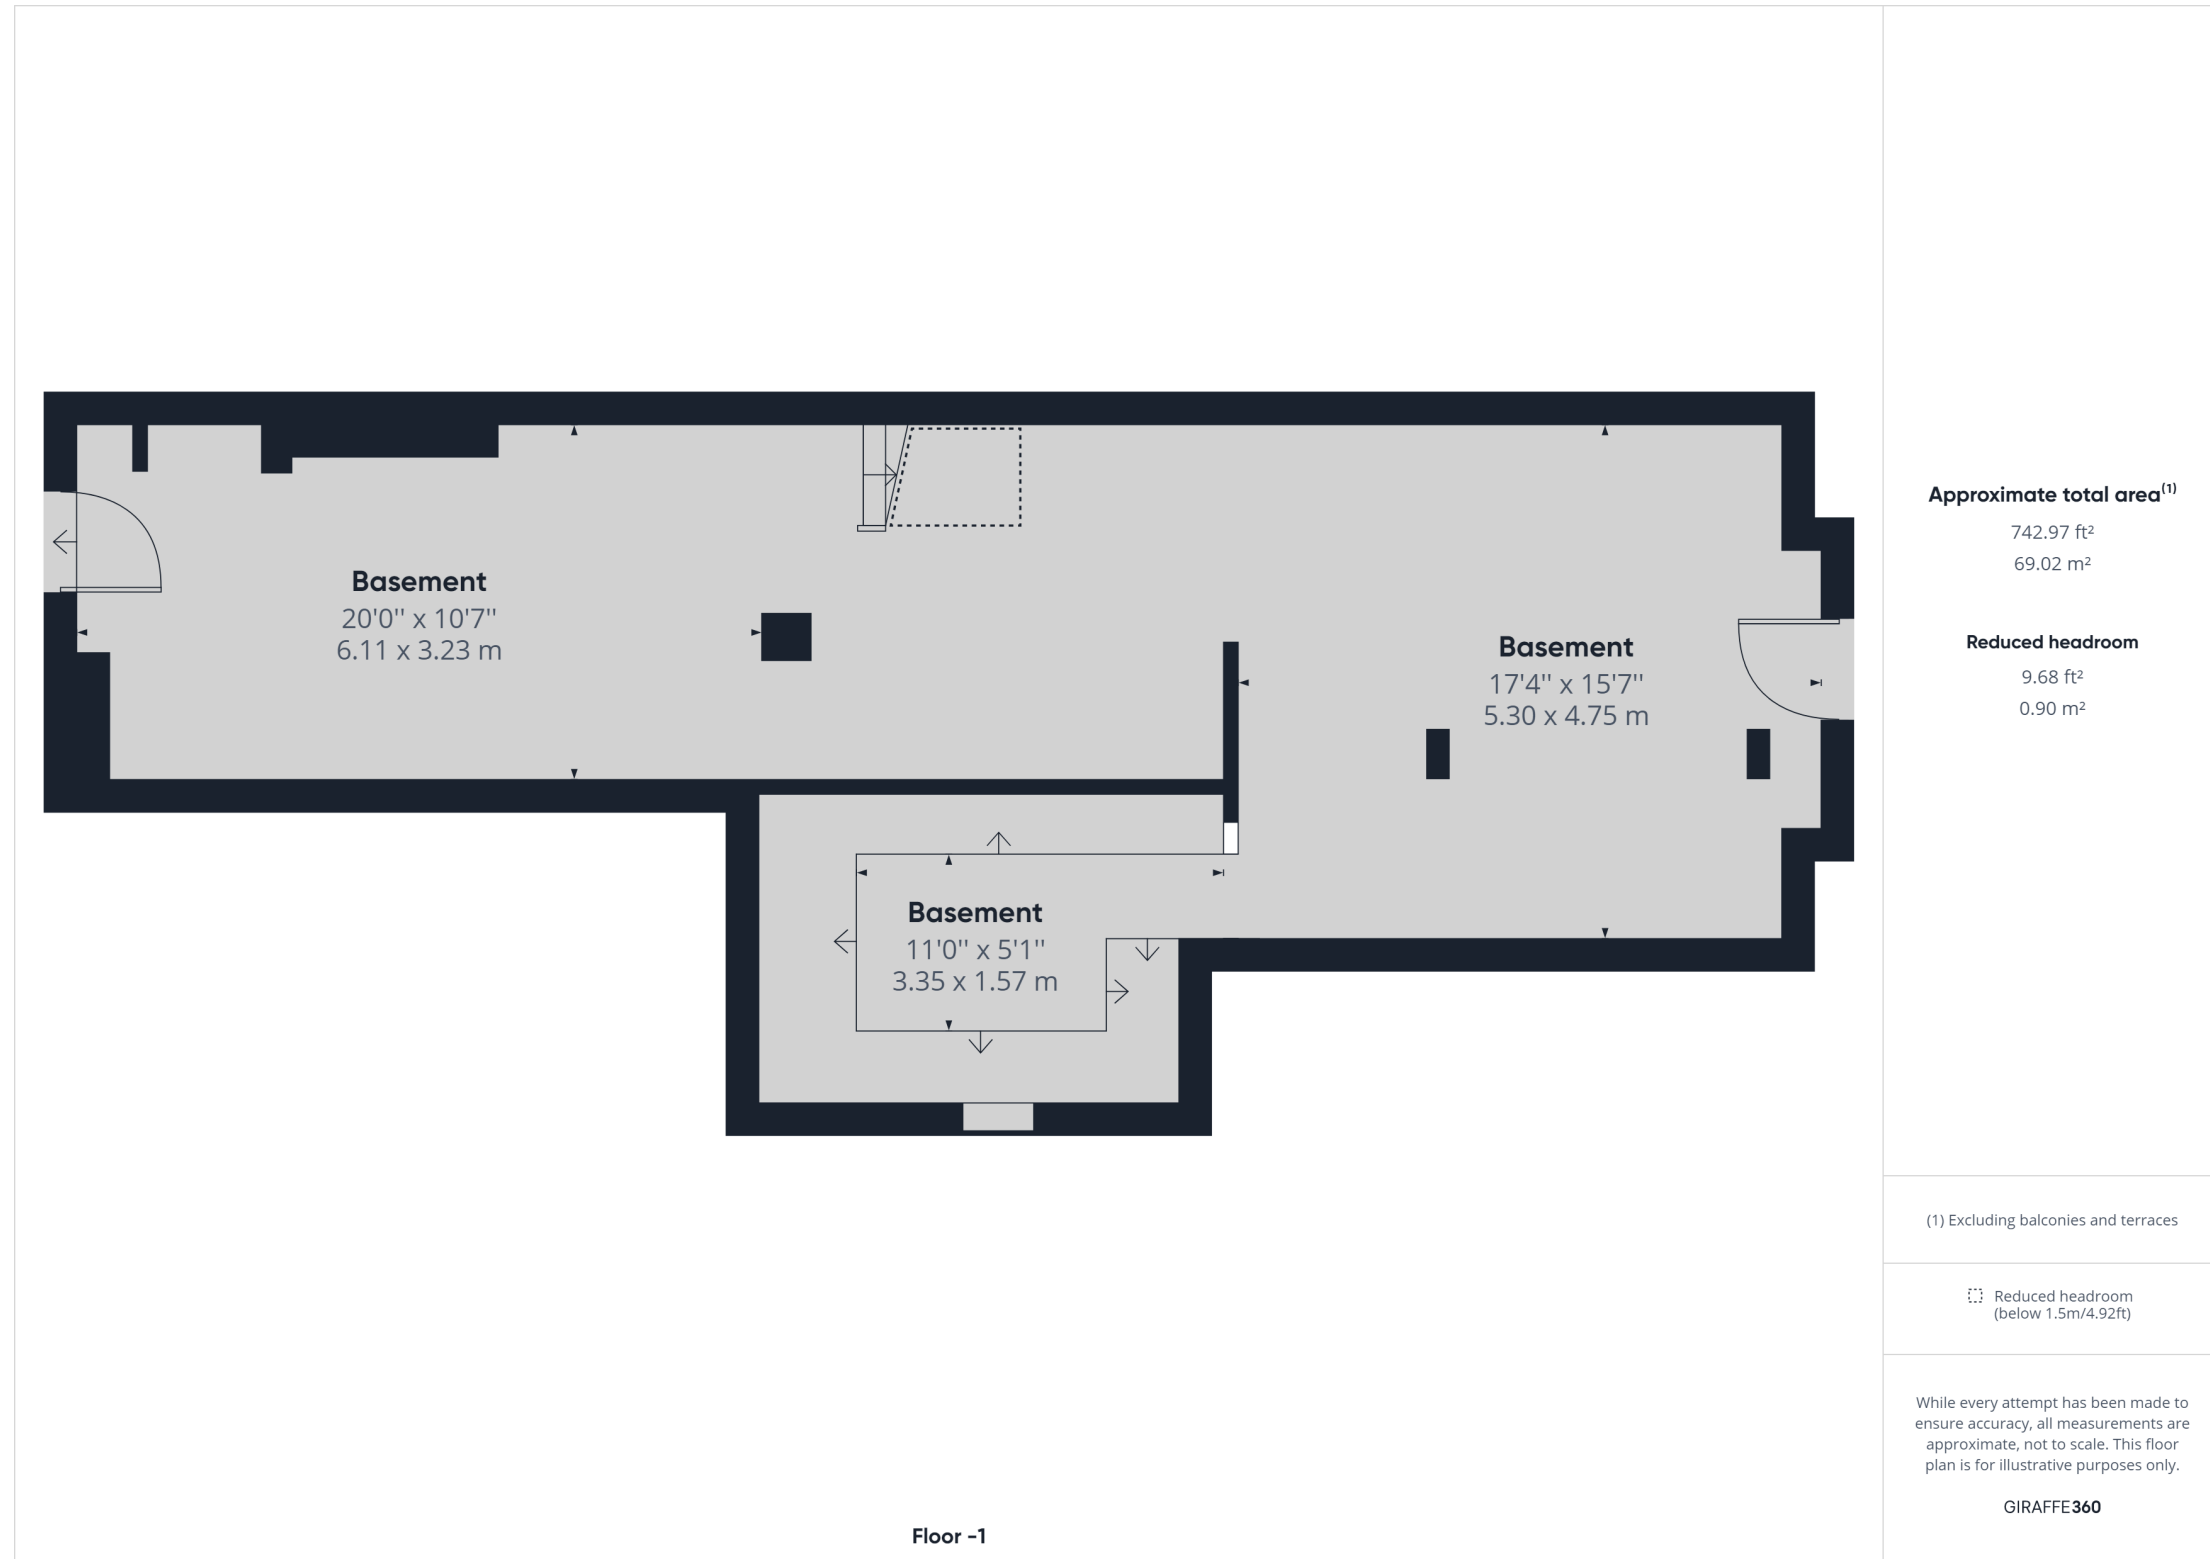 Basement
20'0'' x 10'7''
6.11 x 3.23 m
Basement
17'4'' x 15'7''
5.30 x 4.75 m
Basement
11'0'' x 5'1''
3.35 x 1.57 m
Floor -1
Approximate total area(1)
742.97 ft²
69.02 m²
Reduced headroom
9.68 ft²
0.90 m²
(1) Excluding balconies and terraces
Reduced headroom
(below 1.5m/4.92ft)
While every attempt has been made to
ensure accuracy, all measurements are
approximate, not to scale. This floor
plan is for illustrative purposes only.
GIRAFFE360